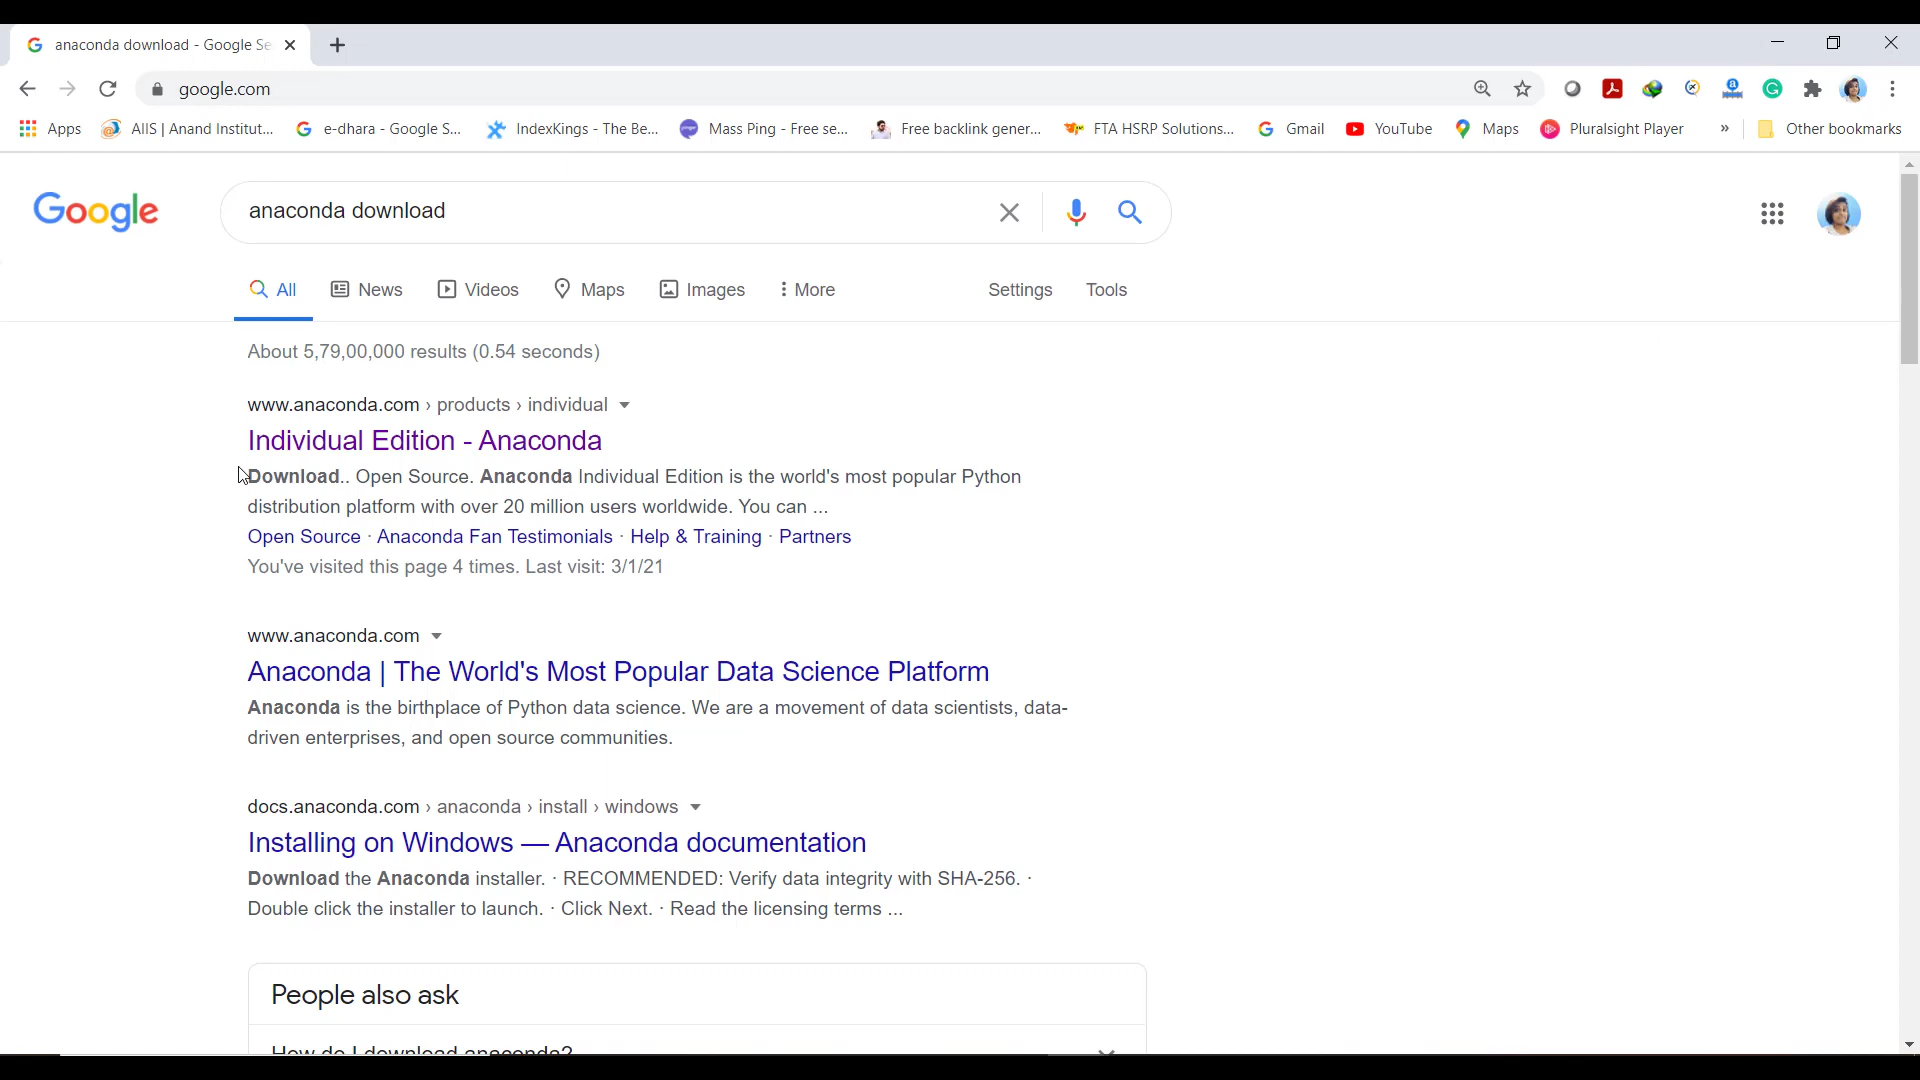 anaconda download - Google Se
google.com
Apps AIIS | Anand Institut... e-dhara - Google S... IndexKings - The Be... Mass Ping - Free se... Free backlink gener... FTA HSRP Solutions... Gmail YouTube Maps Pluralsight Player » Other bookmarks
Google
anaconda download
All News Videos Maps Images More Settings Tools
About 5,79,00,000 results (0.54 seconds)
www.anaconda.com › products › individual
Individual Edition - Anaconda
Download.. Open Source. Anaconda Individual Edition is the world's most popular Python
distribution platform with over 20 million users worldwide. You can ...
Open Source · Anaconda Fan Testimonials · Help & Training · Partners
You've visited this page 4 times. Last visit: 3/1/21
www.anaconda.com
Anaconda | The World's Most Popular Data Science Platform
Anaconda is the birthplace of Python data science. We are a movement of data scientists, data-
driven enterprises, and open source communities.
docs.anaconda.com › anaconda › install › windows
Installing on Windows — Anaconda documentation
Download the Anaconda installer. · RECOMMENDED: Verify data integrity with SHA-256. ·
Double click the installer to launch. · Click Next. · Read the licensing terms ...
People also ask
How do I download anaconda?